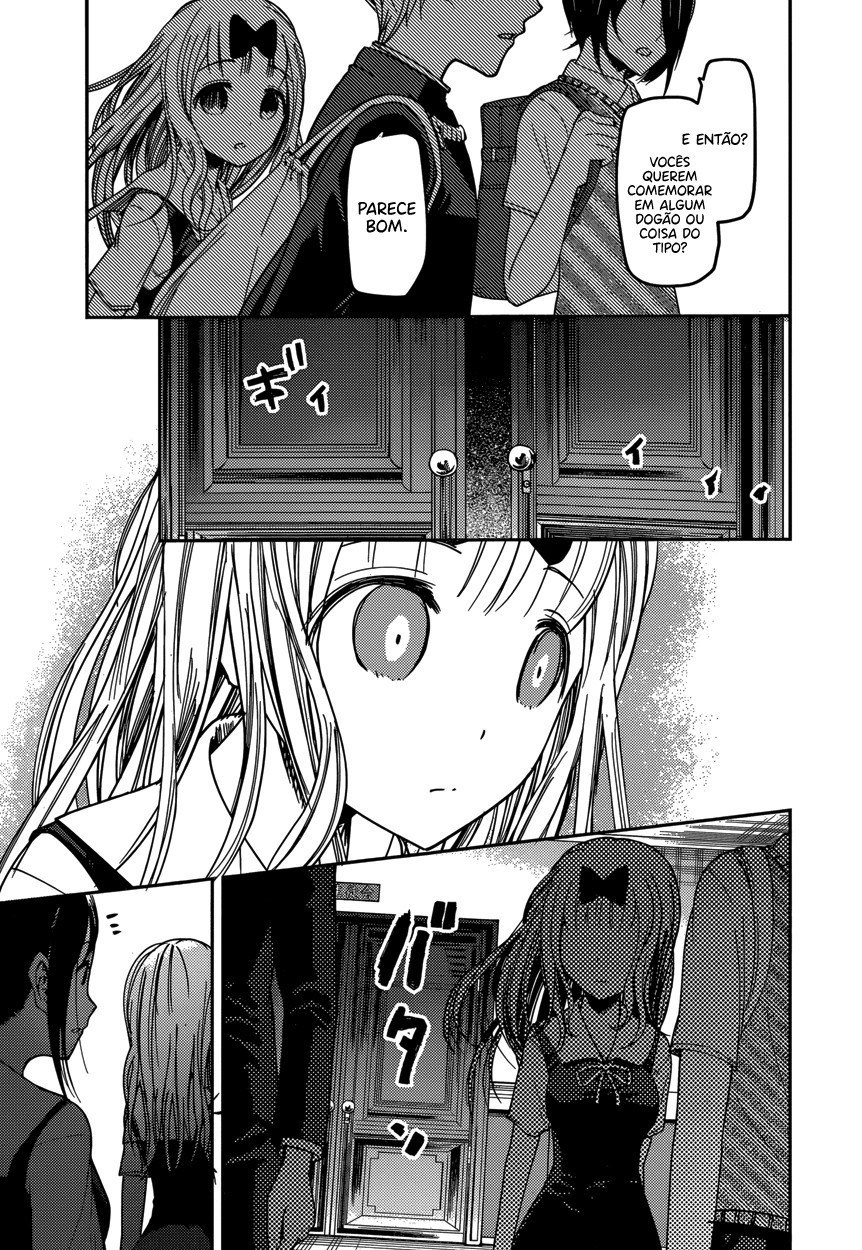 E ENTÃO?
VOCÊS
QUEREM
COMEMORAR
EM ALGUM
DOGÃO OU
COISA DO
TIPO?
PARECE
BOM.
ギィ
ィィィ
バタン